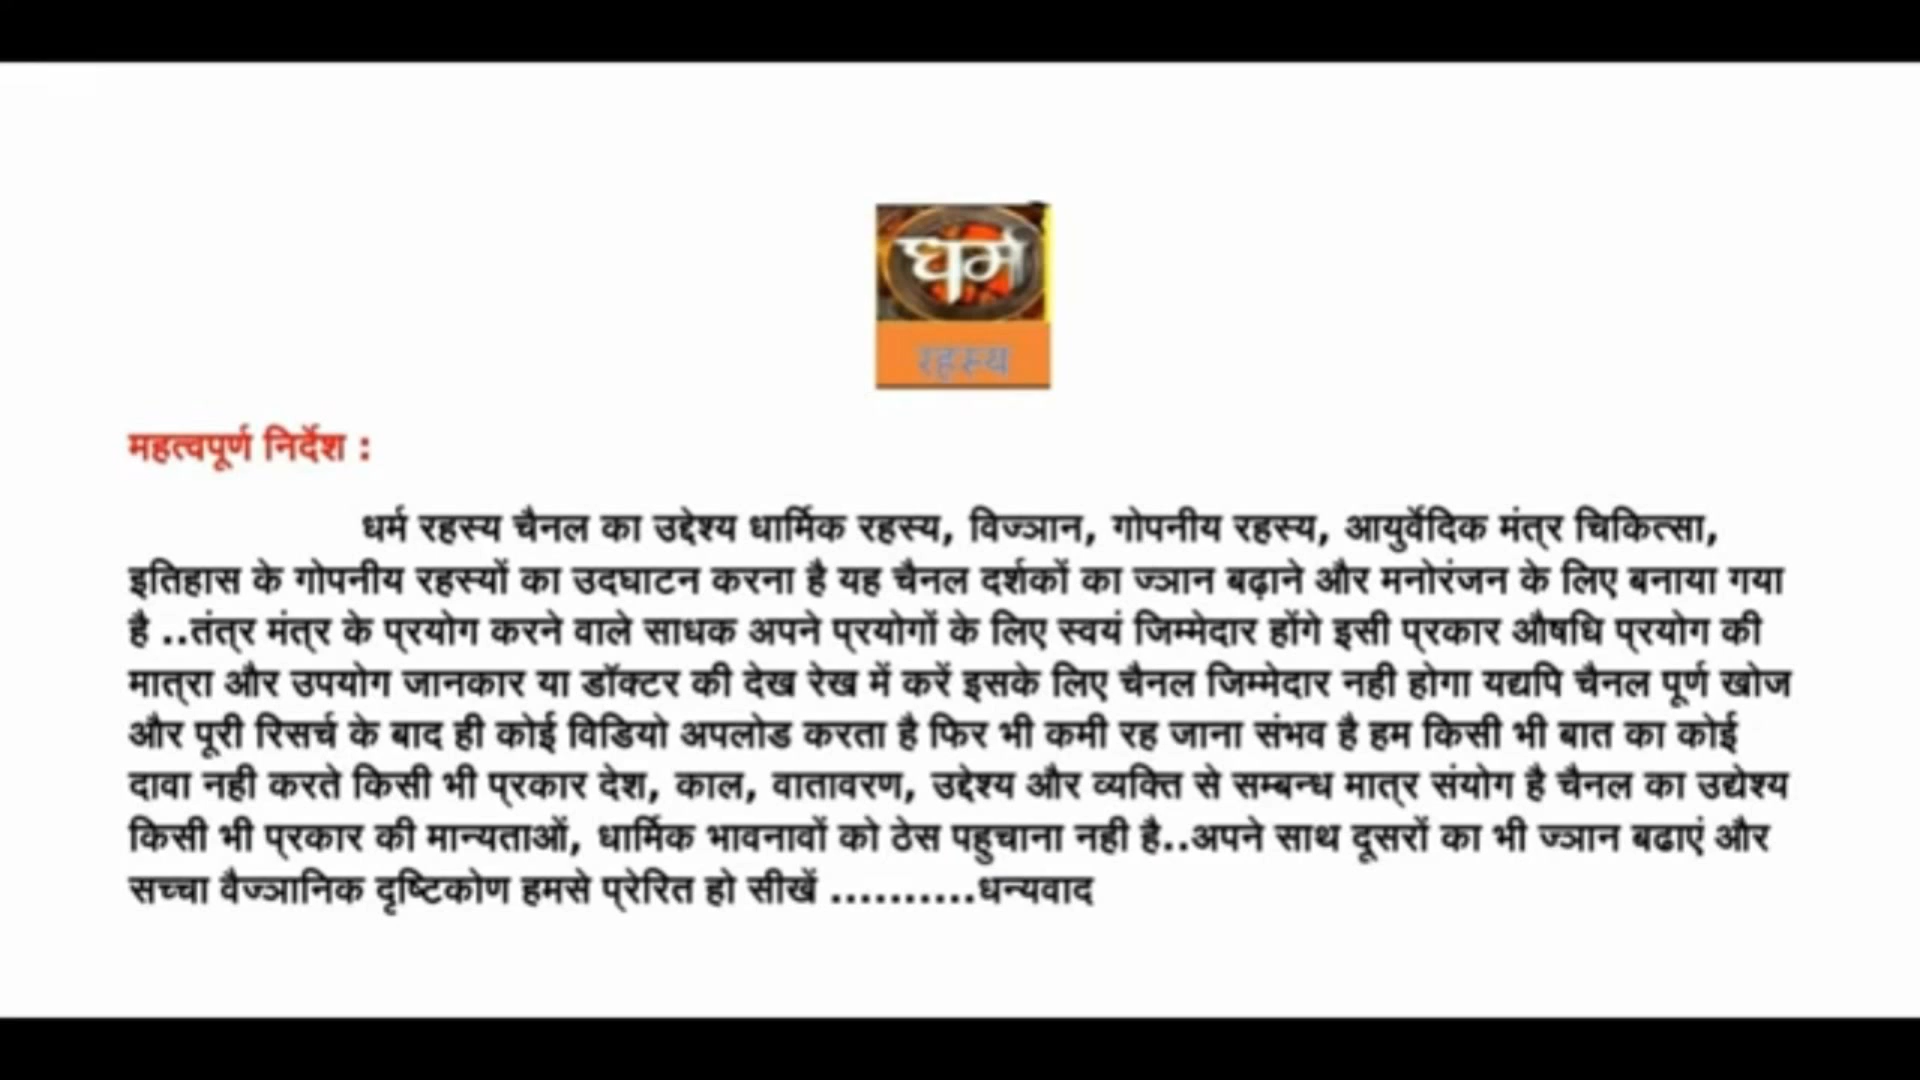 धर्म
रहस्य
महत्वपूर्ण निर्देश :
धर्म रहस्य चैनल का उद्देश्य धार्मिक रहस्य, विज्ञान, गोपनीय रहस्य, आयुर्वेदिक मंत्र चिकित्सा,
इतिहास के गोपनीय रहस्यों का उदघाटन करना है यह चैनल दर्शकों का ज्ञान बढ़ाने और मनोरंजन के लिए बनाया गया
है ..तंत्र मंत्र के प्रयोग करने वाले साधक अपने प्रयोगों के लिए स्वयं जिम्मेदार होंगे इसी प्रकार औषधि प्रयोग की
मात्रा और उपयोग जानकार या डॉक्टर की देख रेख में करें इसके लिए चैनल जिम्मेदार नही होगा यद्यपि चैनल पूर्ण खोज
और पूरी रिसर्च के बाद ही कोई विडियो अपलोड करता है फिर भी कमी रह जाना संभव है हम किसी भी बात का कोई
दावा नही करते किसी भी प्रकार देश, काल, वातावरण, उद्देश्य और व्यक्ति से सम्बन्ध मात्र संयोग है चैनल का उद्येश्य
किसी भी प्रकार की मान्यताओं, धार्मिक भावनावों को ठेस पहुचाना नही है..अपने साथ दूसरों का भी ज्ञान बढाएं और
सच्चा वैज्ञानिक दृष्टिकोण हमसे प्रेरित हो सीखें ..........धन्यवाद